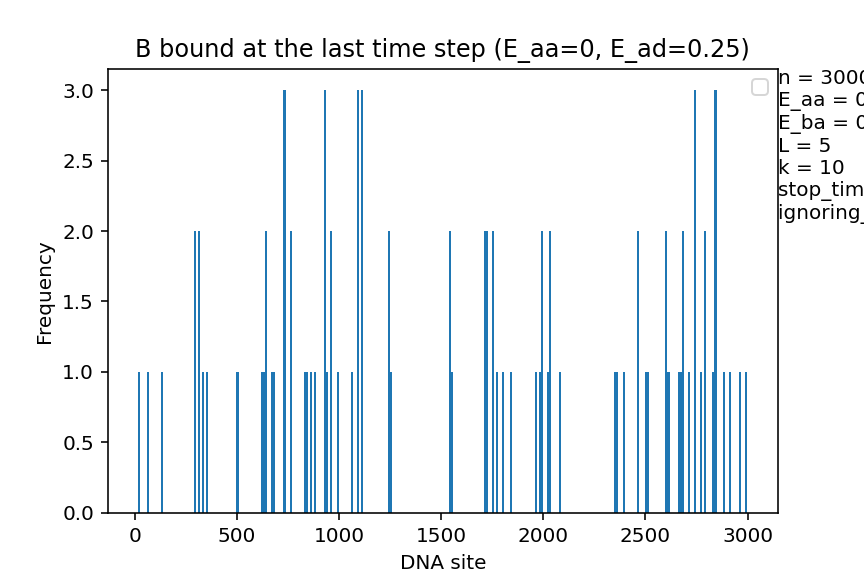 B bound at the last time step (E_aa=0, E_ad=0.25)
3.0
2.5
2.0
1.5
1.0
0.5
0.0
Frequency
0
500
1000
1500
2000
2500
3000
DNA site
n = 3000
E_aa = 0
E_ba = 0
L = 5
k = 10
stop_tim
ignoring_